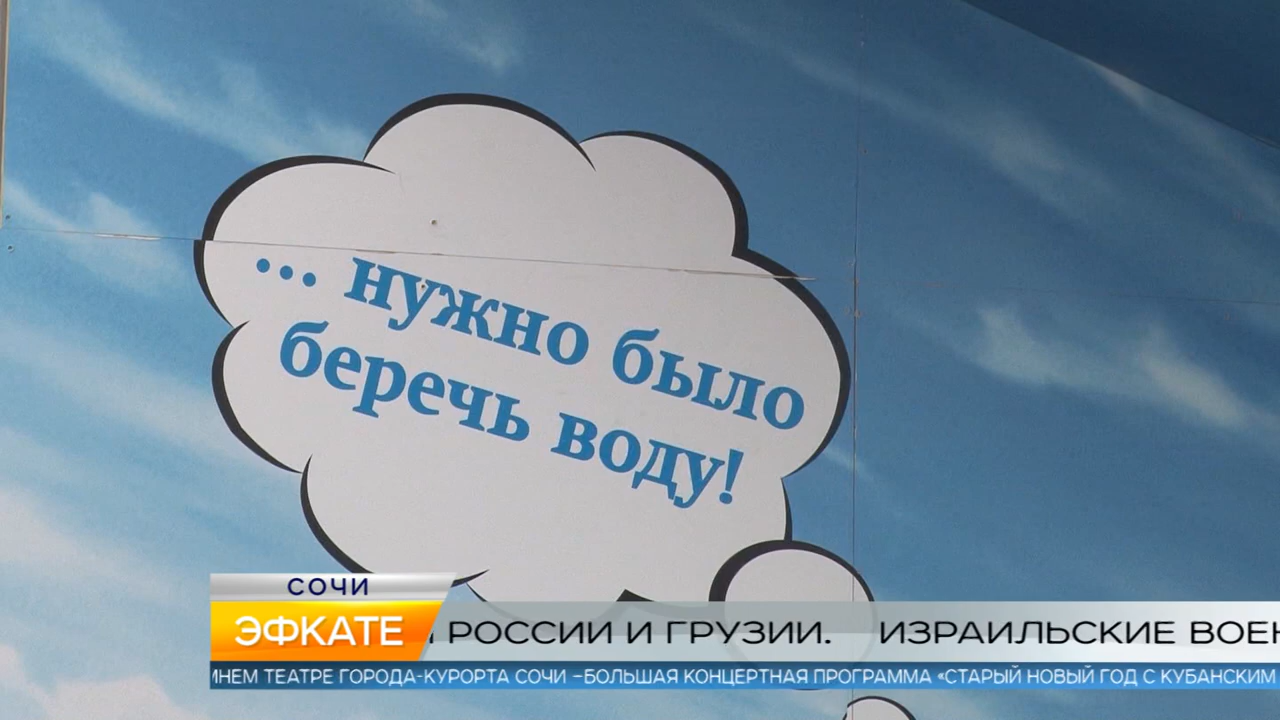 ... нужно было
беречь воду!
СОЧИ
ЭФКАТЕ
РОССИИ И ГРУЗИИ. ИЗРАИЛЬСКИЕ
ТЕАТРЕ ГОРОДА-КУРОРТА СОЧИ –БОЛЬШАЯ КОНЦЕРТНАЯ ПРОГРАММА «СТАРЫЙ НОВЫЙ ГОД С КУБАНСКИМ